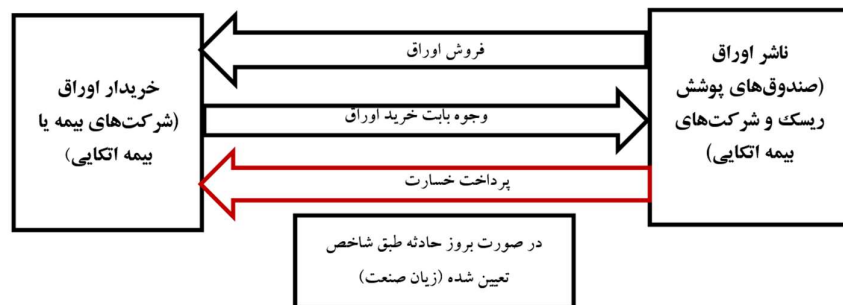 ناشر اوراق
(صندوق‌های پوشش
ریسک و شرکت‌های
بیمه اتکایی)
فروش اوراق
وجوه بابت خرید اوراق
پرداخت خسارت
خریدار اوراق
(شرکت‌های بیمه یا
بیمه اتکایی)
در صورت بروز حادثه طبق شاخص
تعیین شده (زیان صنعت)